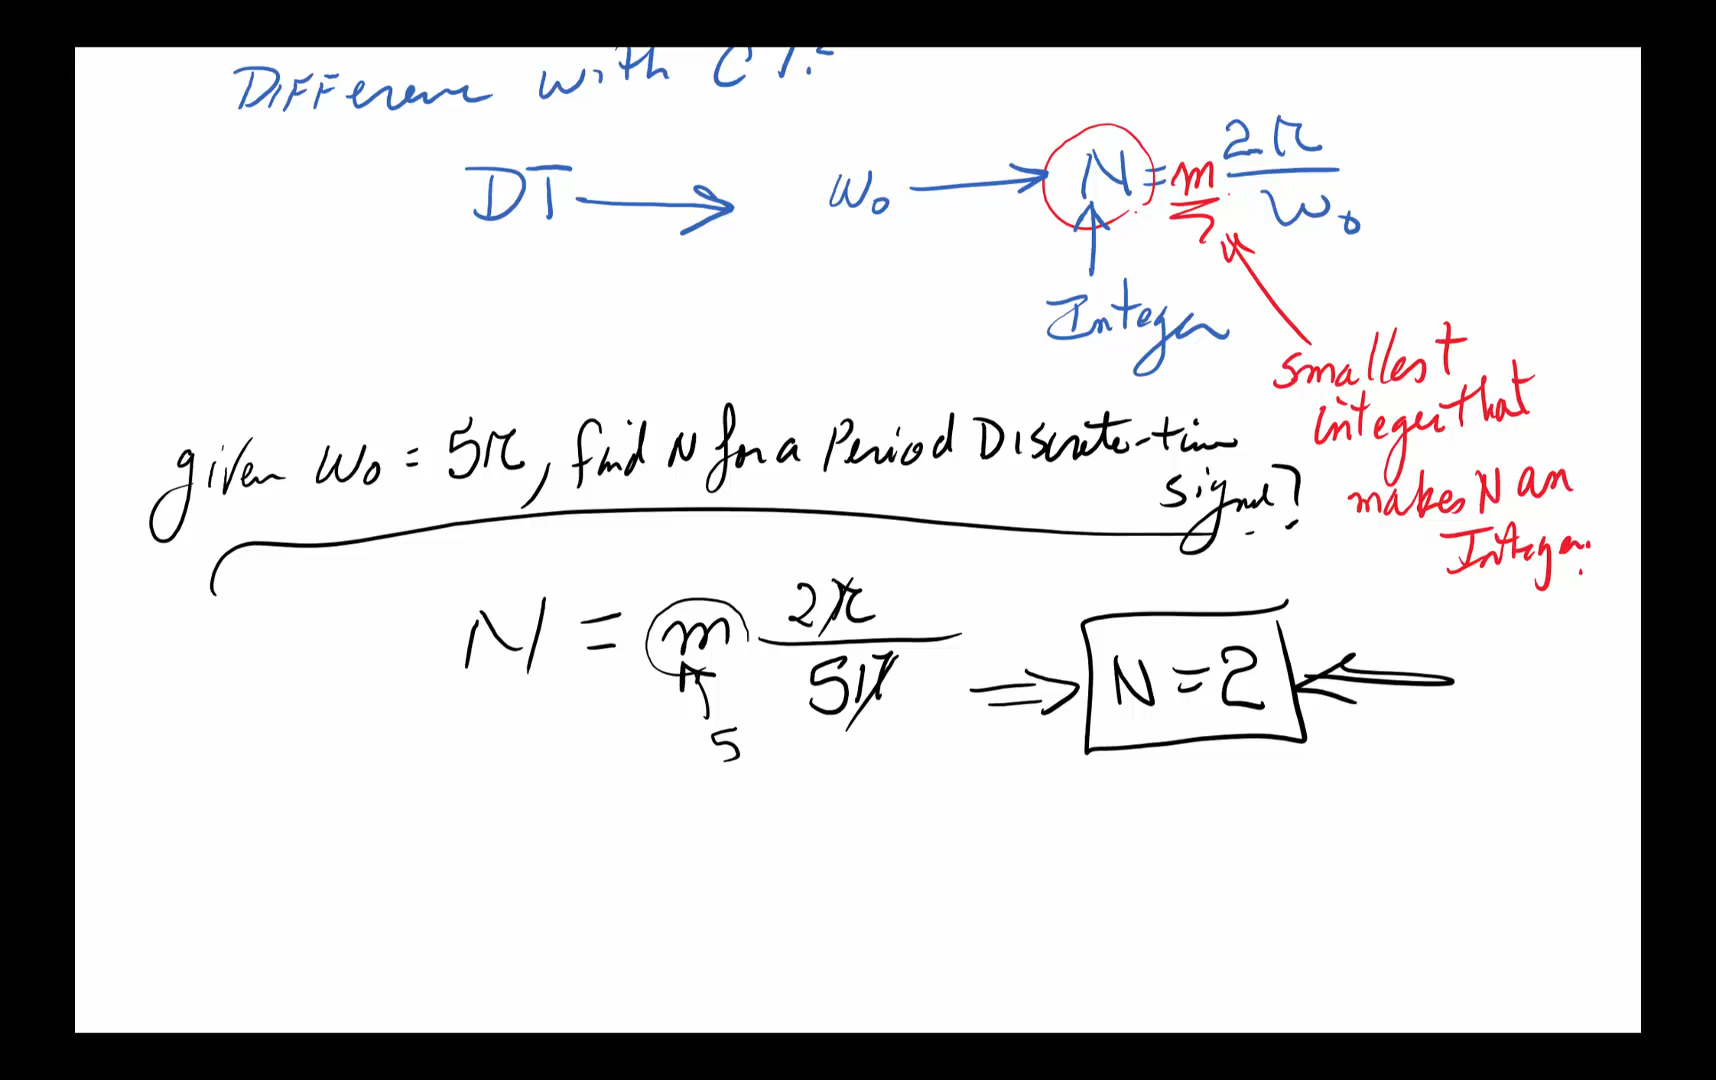 Difference with CT:
DT → ω₀ → N = m 2π/ω₀
Integer
smallest
integer that
makes N an
Integer.
given ω₀ = 5π, find N for a Period Discrete-time
signal?
N = m 2π/5π ⇒ N = 2
5